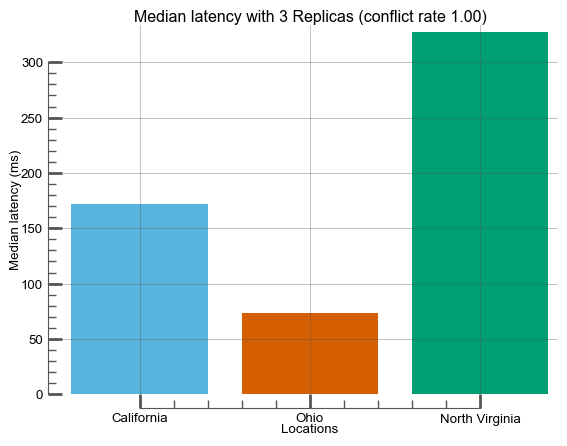 Median latency with 3 Replicas (conflict rate 1.00)
Median latency (ms)
300
250
200
150
100
50
0
California
Ohio
North Virginia
Locations